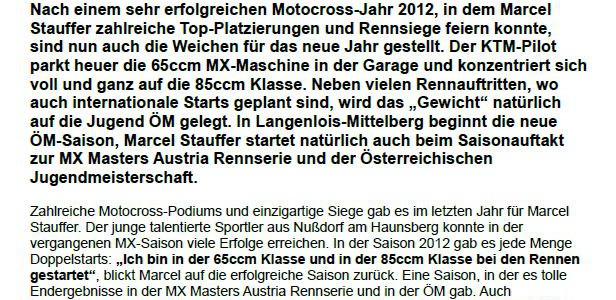 Nach einem sehr erfolgreichen Motocross-Jahr 2012, in dem Marcel
Stauffer zahlreiche Top-Platzierungen und Rennsiege feiern konnte,
sind nun auch die Weichen für das neue Jahr gestellt. Der KTM-Pilot
parkt heuer die 65ccm MX-Maschine in der Garage und konzentriert sich
voll und ganz auf die 85ccm Klasse. Neben vielen Rennauftritten, wo
auch internationale Starts geplant sind, wird das „Gewicht“ natürlich
auf die Jugend ÖM gelegt. In Langenlois-Mittelberg beginnt die neue
ÖM-Saison, Marcel Stauffer startet natürlich auch beim Saisonauftakt
zur MX Masters Austria Rennserie und der Österreichischen
Jugendmeisterschaft.
Zahlreiche Motocross-Podiums und einzigartige Siege gab es im letzten Jahr für Marcel
Stauffer. Der junge talentierte Sportler aus Nußdorf am Haunsberg konnte in der
vergangenen MX-Saison viele Erfolge erreichen. In der Saison 2012 gab es jede Menge
Doppelstarts: „Ich bin in der 65ccm Klasse und in der 85ccm Klasse bei den Rennen
gestartet“, blickt Marcel auf die erfolgreiche Saison zurück. Eine Saison, in der es tolle
Endergebnisse in der MX Masters Austria Rennserie und in der ÖM gab. Auch